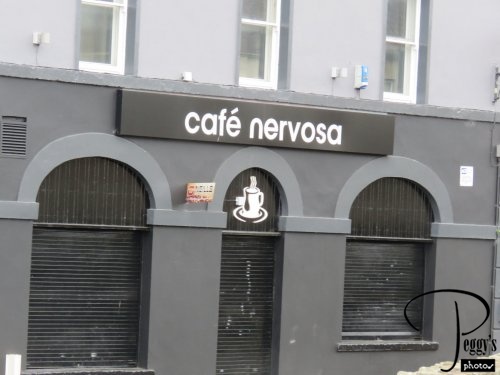 café nervosa
Peggy's
photos